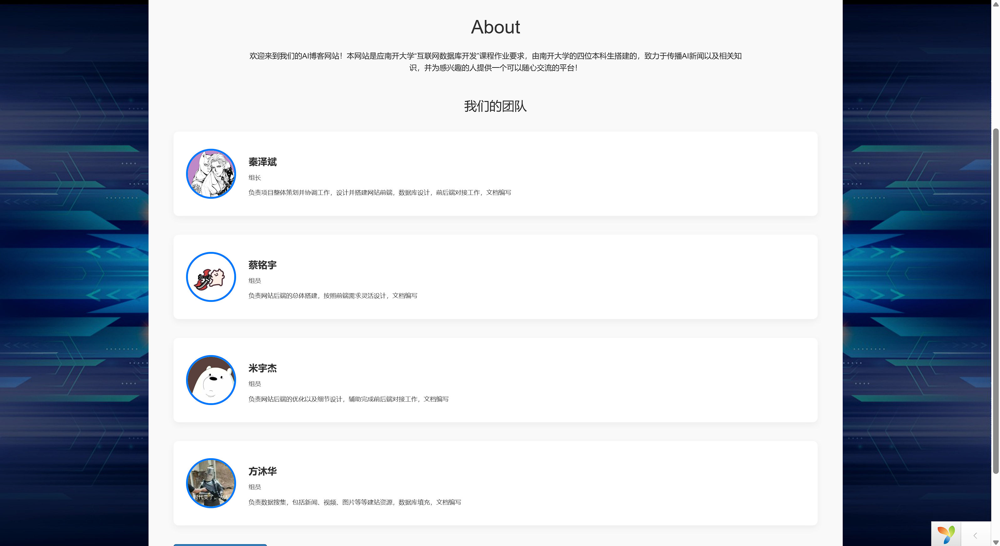 About
欢迎来到我们的AI博客网站！本网站是应南开大学“互联网数据库开发”课程作业要求，由南开大学的四位本科生搭建的，致力于传播AI新闻以及相关知
识，并为感兴趣的人提供一个可以随心交流的平台！
我们的团队
秦泽斌
组长
负责项目整体策划并协调工作，设计并搭建网站前端，数据库设计，前后端对接工作，文档编写
蔡铭宇
组员
负责网站后端的总体搭建，按照前端需求灵活设计，文档编写
米宇杰
组员
负责网站后端的优化以及细节设计，辅助完成前后端对接工作，文档编写
方沐华
组员
负责数据搜集，包括新闻、视频、图片等等建站资源，数据库填充，文档编写
时代变了，大人